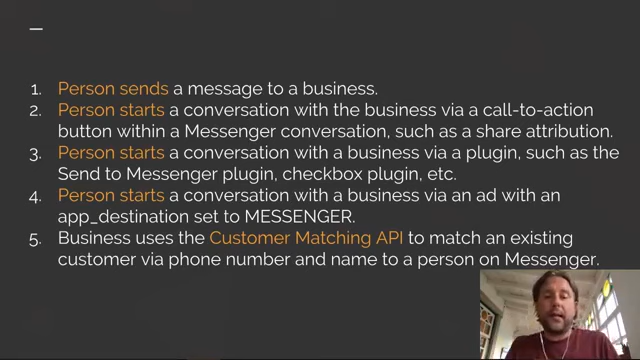 1. Person sends a message to a business.
2. Person starts a conversation with the business via a call-to-action
button within a Messenger conversation, such as a share attribution.
3. Person starts a conversation with a business via a plugin, such as the
Send to Messenger plugin, checkbox plugin, etc.
4. Person starts a conversation with a business via an ad with an
app_destination set to MESSENGER.
5. Business uses the Customer Matching API to match an existing
customer via phone number and name to a person on Messenger.